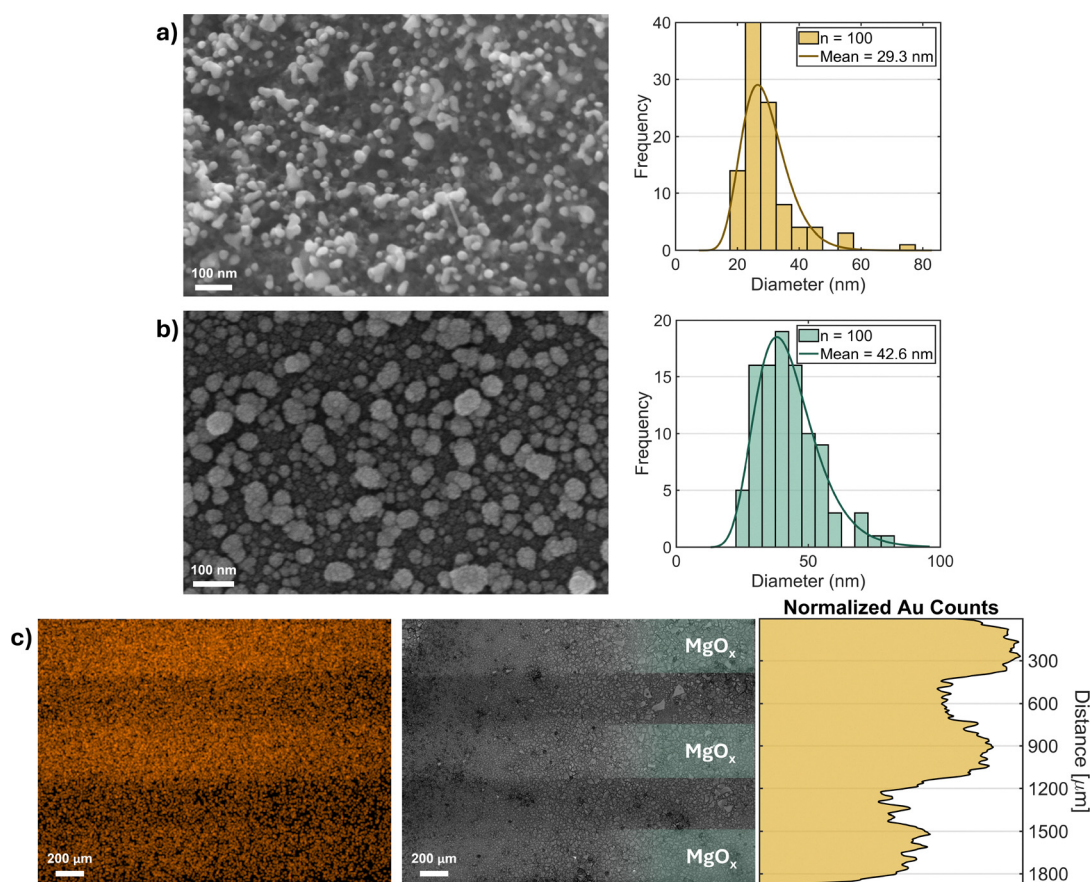 a)
100 nm
40
30
20
10
0
Frequency
n = 100
Mean = 29.3 nm
0 20 40 60 80
Diameter (nm)
b)
100 nm
20
15
10
5
0
Frequency
n = 100
Mean = 42.6 nm
0 50 100
Diameter (nm)
c)
200 µm
MgOx
MgOx
MgOx
200 µm
Normalized Au Counts
300
600
900
1200
1500
1800
Distance [µm]